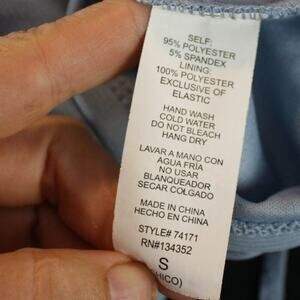 SELF:
95% POLYESTER
5% SPANDEX
LINING:
100% POLYESTER
EXCLUSIVE OF
ELASTIC
HAND WASH
COLD WATER
DO NOT BLEACH
HANG DRY
LAVAR A MANO CON
AGUA FRÍA
NO USAR
BLANQUEADOR
SECAR COLGADO
MADE IN CHINA
HECHO EN CHINA
STYLE# 74171
RN#134352
S
(CHICO)